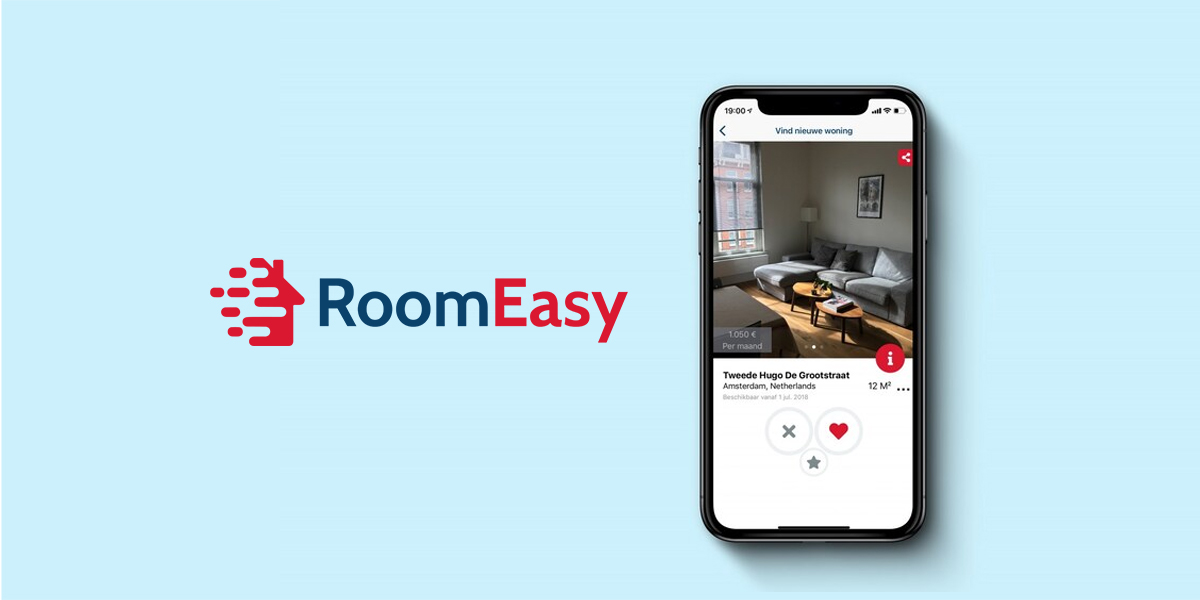 RoomEasy
19:00
Vind nieuwe woning
1.050 €
Per maand
Tweede Hugo De Grootstraat
Amsterdam, Netherlands
12 M²
Beschikbaar vanaf 1 jul. 2018